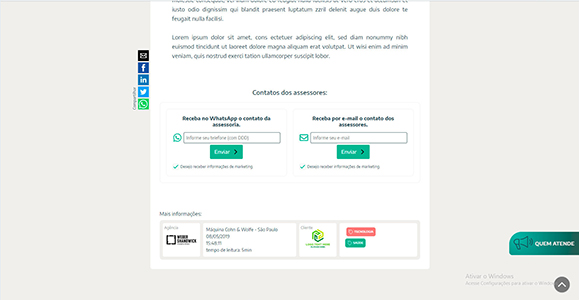 iusto odio dignissim qui blandit praesent luptatum zzril delenit augue duis dolore te
feugait nulla facilisi.
Lorem ipsum dolor sit amet, cons ectetuer adipiscing elit, sed diam nonummy nibh
euismod tincidunt ut laoreet dolore magna aliquam erat volutpat. Ut wisi enim ad minim
veniam, quis nostrud exerci tation ullamcorper suscipit lobor.
Compartilhar
Contatos dos assessores:
Receba no WhatsApp o contato da
assessoria.
Informe seu telefone (com DDD)
Enviar
Desejo receber informações de marketing
Receba por e-mail o contato dos
assessores.
Informe seu e-mail
Enviar
Desejo receber informações de marketing
Mais informações:
Agência
WEBER
SHANDWICK
Máquina Cohn & Wolfe - São Paulo
08/05/2019
15:48:11
Tempo de leitura: 5min
Cliente
TECNOLOGIA
SAÚDE
QUEM ATENDE
Ativar o Windows
Acesse Configurações para ativar o Windows